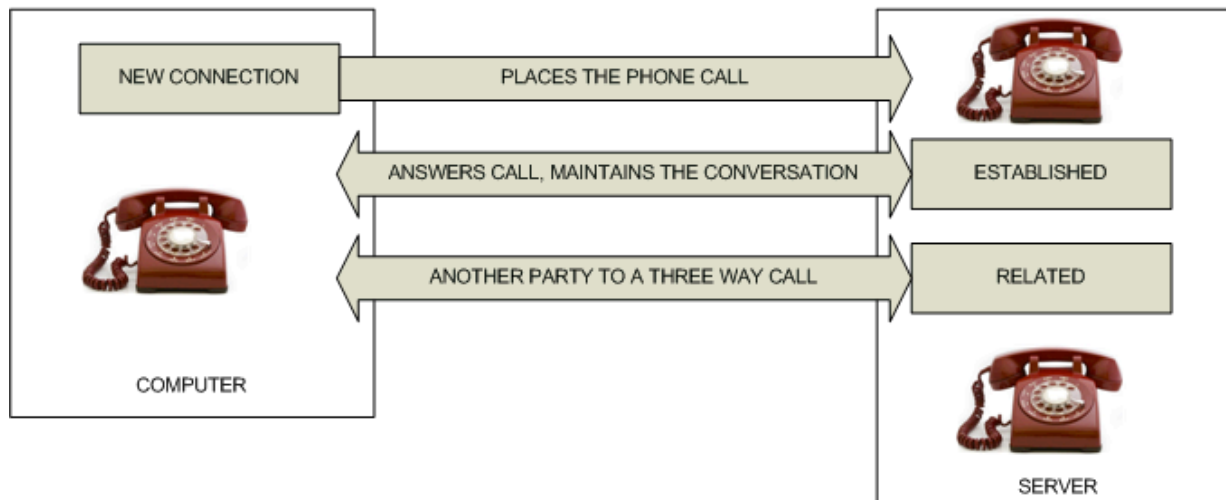 NEW CONNECTION
PLACES THE PHONE CALL
ANSWERS CALL, MAINTAINS THE CONVERSATION
ESTABLISHED
ANOTHER PARTY TO A THREE WAY CALL
RELATED
COMPUTER
SERVER